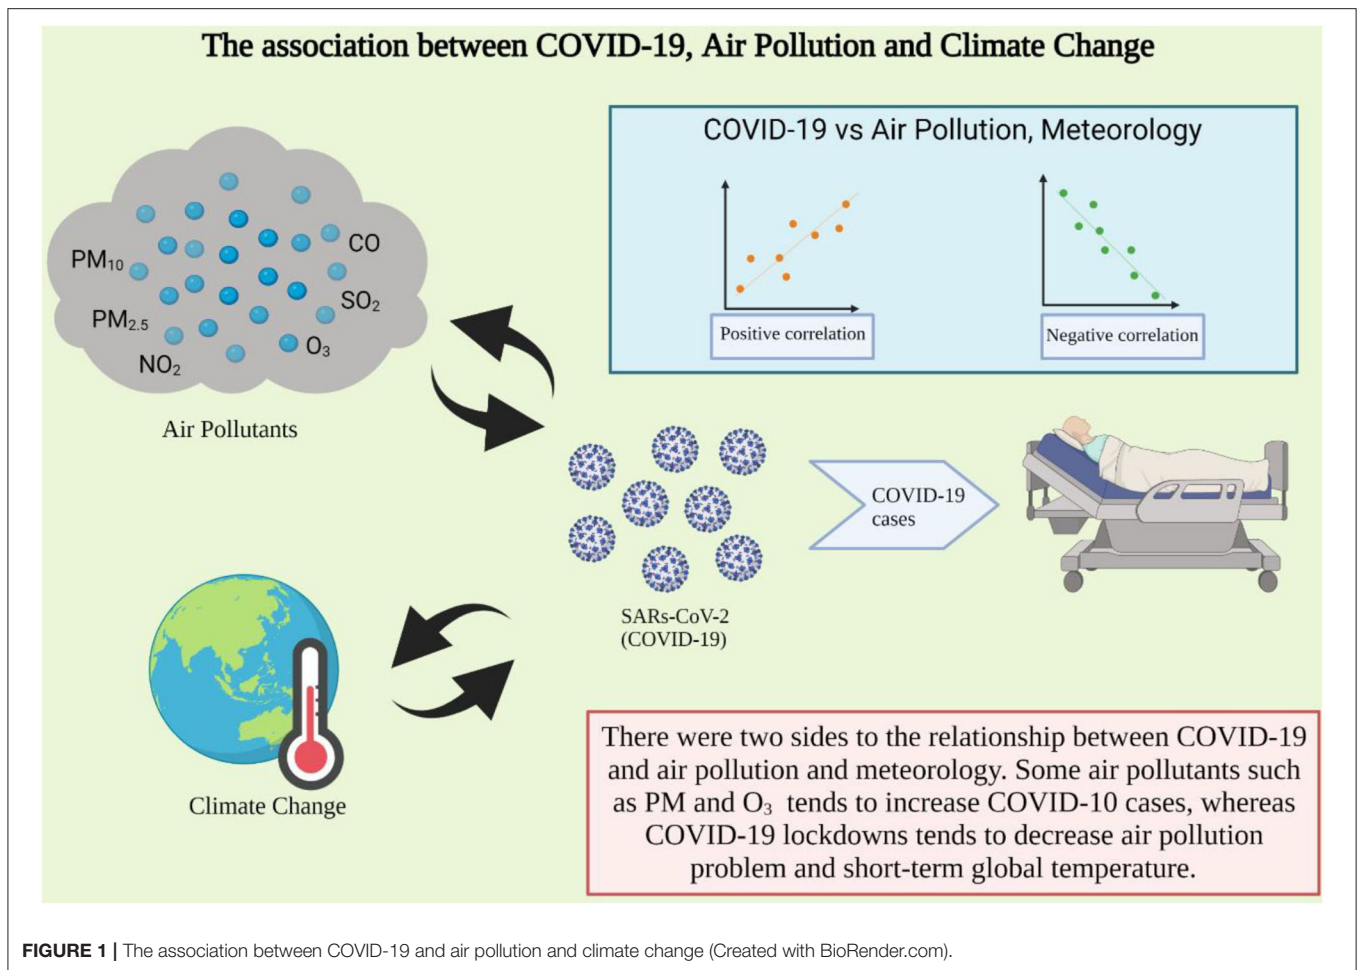 The association between COVID-19, Air Pollution and Climate Change
COVID-19 vs Air Pollution, Meteorology
Positive correlation
Negative correlation
CO
PM₁₀
SO₂
PM₂.₅
O₃
NO₂
Air Pollutants
COVID-19
cases
SARs-CoV-2
(COVID-19)
Climate Change
There were two sides to the relationship between COVID-19
and air pollution and meteorology. Some air pollutants such
as PM and O₃ tends to increase COVID-10 cases, whereas
COVID-19 lockdowns tends to decrease air pollution
problem and short-term global temperature.
FIGURE 1 | The association between COVID-19 and air pollution and climate change (Created with BioRender.com).